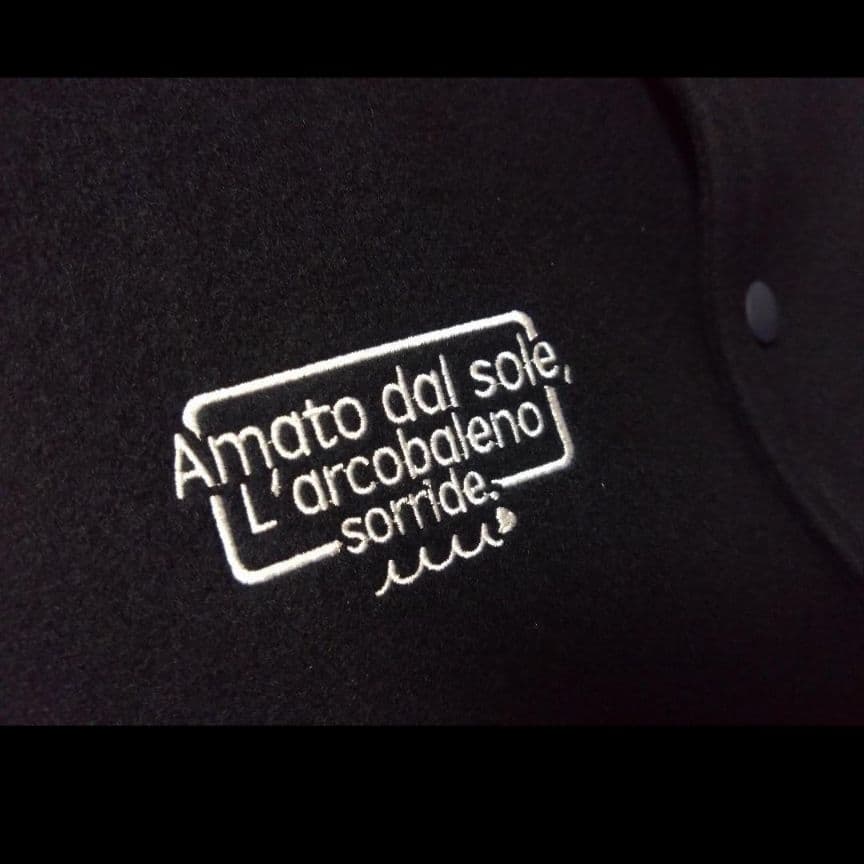 Amato dal sole,
L'arcobaleno
sorride.